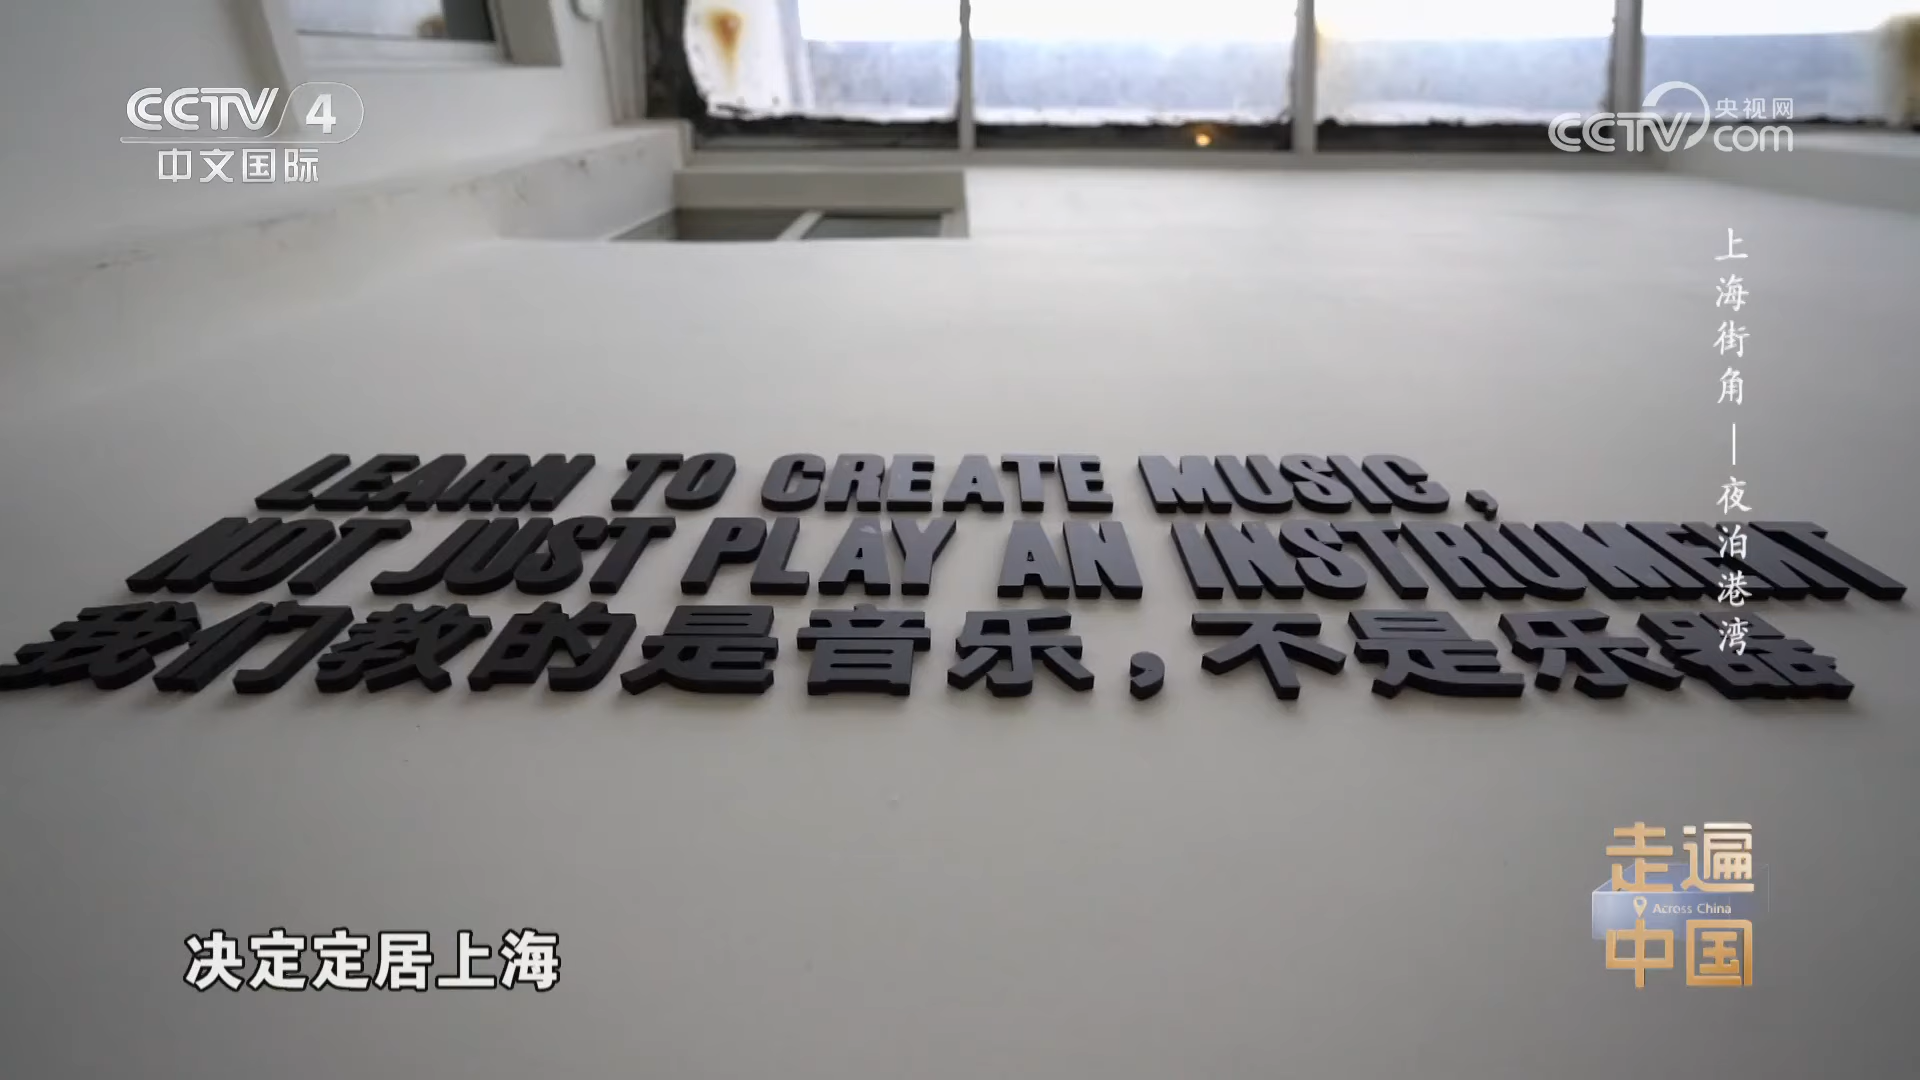 CCTV 4
中文国际
央视网
CCTV.com
上海街角—夜泊港湾
LEARN TO CREATE MUSIC,
NOT JUST PLAY AN INSTRUMENT
我们教的是音乐,不是乐器
走遍
Across China
中国
决定定居上海